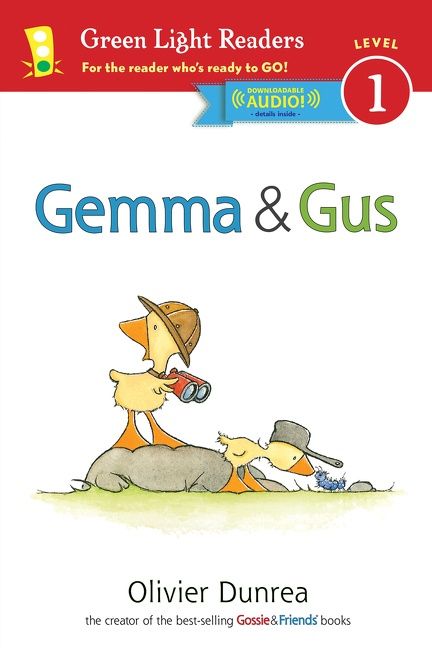 Green Light Readers
LEVEL
For the reader who's ready to GO!
1
DOWNLOADABLE
AUDIO!
- details inside -
Gemma & Gus
Olivier Dunrea
the creator of the best-selling Gossie & Friends books